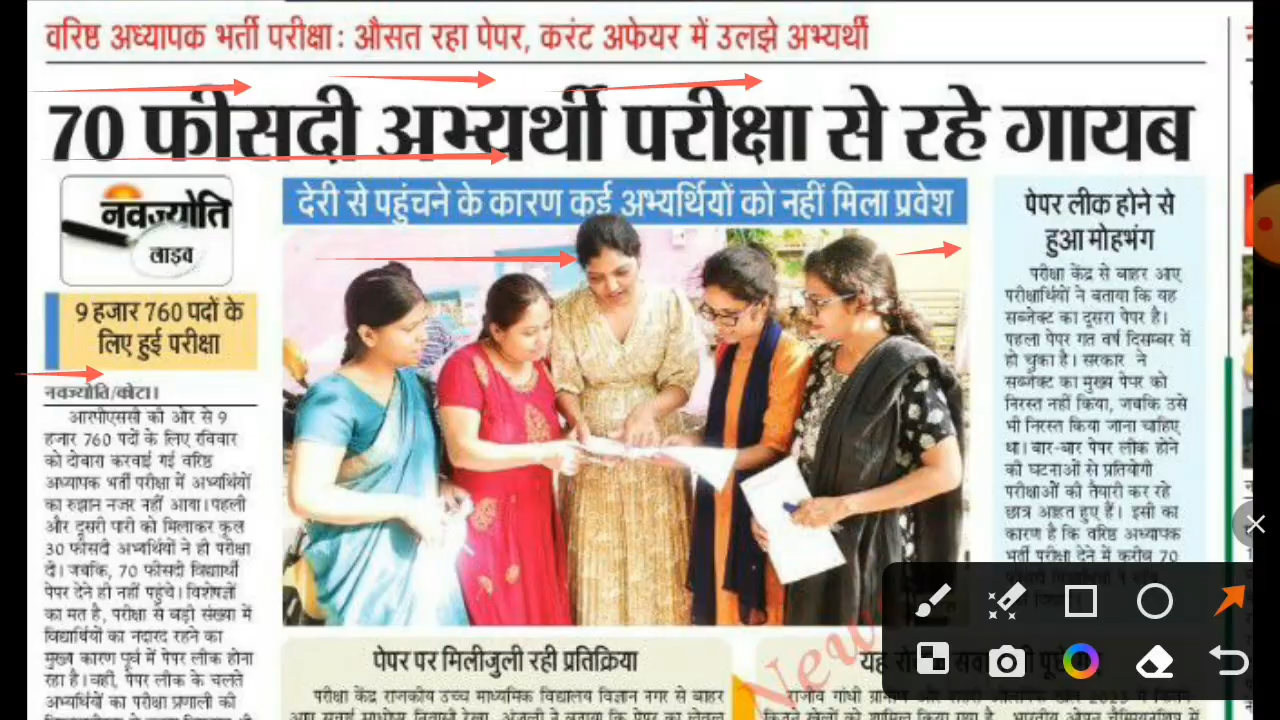 वरिष्ठ अध्यापक भर्ती परीक्षा: औसत रहा पेपर, करंट अफेयर में उलझे अभ्यर्थी
70 फीसदी अभ्यर्थी परीक्षा से रहे गायब
नवज्योति
लाइव
9 हजार 760 पदों के
लिए हुई परीक्षा
नवज्योति/कोटा।
आरपीएससी की ओर से 9
हजार 760 पदों के लिए रविवार
को दोबारा करवाई गई वरिष्ठ
अध्यापक भर्ती परीक्षा में अभ्यर्थियों
का रुझान नजर नहीं आया। पहली
और दूसरी पारी को मिलाकर कुल
30 फीसदी अभ्यर्थियों ने ही परीक्षा
दी। जबकि, 70 फीसदी विद्यार्थी
पेपर देने ही नहीं पहुंचे। विशेषज्ञों
का मत है, परीक्षा से बड़ी संख्या में
विद्यार्थियों का नदारद रहने का
मुख्य कारण पूर्व में पेपर लीक होना
रहा है। वहीं, पेपर लीक के चलते
अभ्यर्थियों का परीक्षा प्रणाली की
देरी से पहुंचने के कारण कई अभ्यर्थियों को नहीं मिला प्रवेश
पेपर लीक होने से
हुआ मोहभंग
परीक्षा केंद्र से बाहर आए
परीक्षार्थियों ने बताया कि यह
सब्जेक्ट का दूसरा पेपर है।
पहला पेपर गत वर्ष दिसम्बर में
हो चुका है। सरकार ने
सब्जेक्ट का मुख्य पेपर को
निरस्त नहीं किया, जबकि उसे
भी निरस्त किया जाना चाहिए
था। बार-बार पेपर लीक होने
की घटनाओं से प्रतियोगी
परीक्षाओं की तैयारी कर रहे
छात्र आहत हुए हैं। इसी का
कारण है कि वरिष्ठ अध्यापक
भर्ती परीक्षा देने में करीब 70
पेपर पर मिलीजुली रही प्रतिक्रिया
परीक्षा केंद्र राजकीय उच्च माध्यमिक विद्यालय विज्ञान नगर से बाहर
New
यह
राजीव गांधी